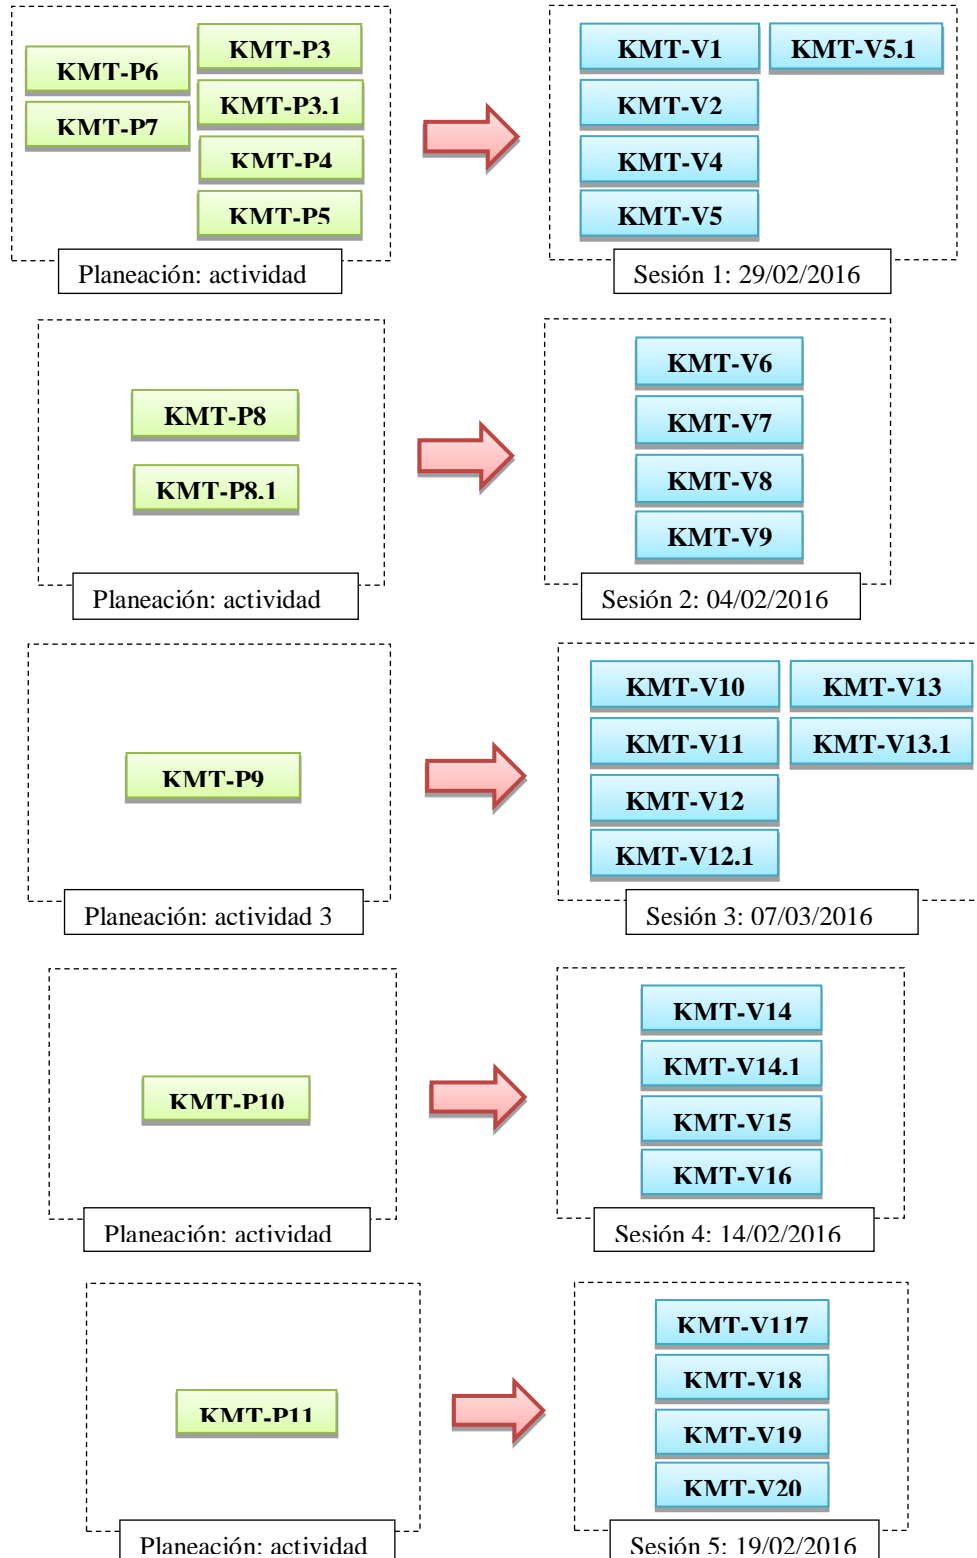 KMT-P6
KMT-P7
KMT-P3
KMT-P3.1
KMT-P4
KMT-P5
Planeación: actividad
KMT-V1
KMT-V2
KMT-V4
KMT-V5
KMT-V5.1
Sesión 1: 29/02/2016
KMT-P8
KMT-P8.1
Planeación: actividad
KMT-V6
KMT-V7
KMT-V8
KMT-V9
Sesión 2: 04/02/2016
KMT-P9
Planeación: actividad 3
KMT-V10
KMT-V11
KMT-V12
KMT-V12.1
KMT-V13
KMT-V13.1
Sesión 3: 07/03/2016
KMT-P10
Planeación: actividad
KMT-V14
KMT-V14.1
KMT-V15
KMT-V16
Sesión 4: 14/02/2016
KMT-P11
Planeación: actividad
KMT-V117
KMT-V18
KMT-V19
KMT-V20
Sesión 5: 19/02/2016